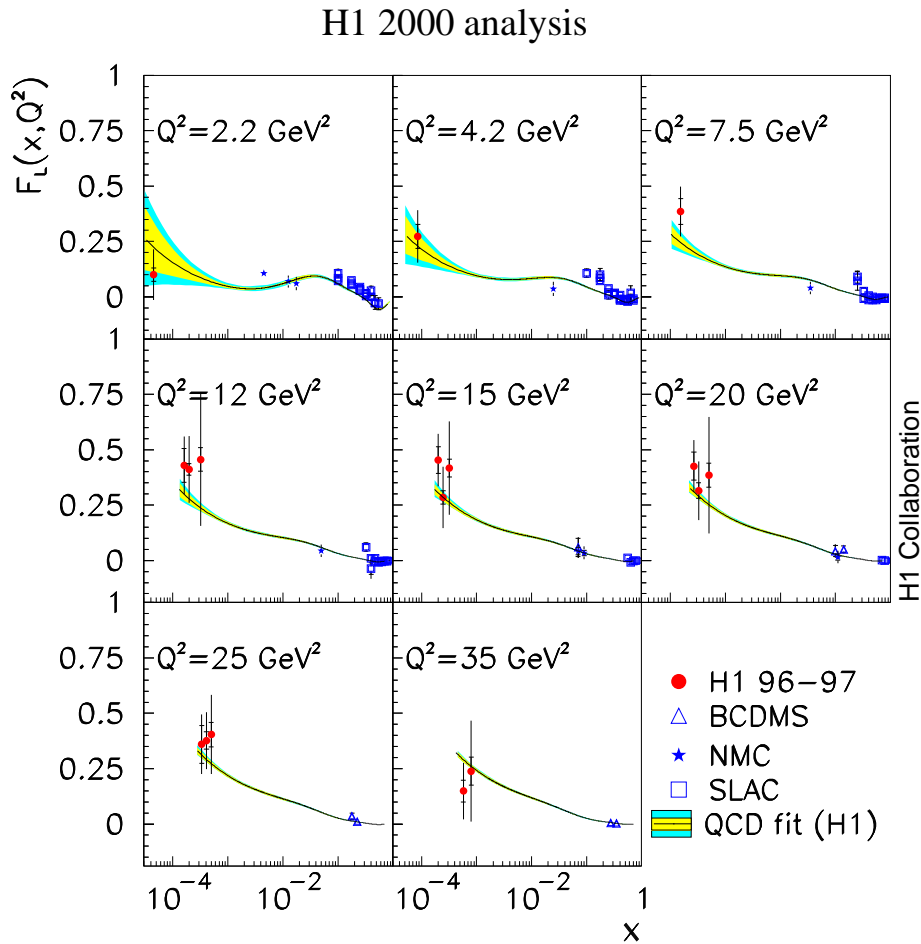 H1 2000 analysis
F_L(x,Q²)
1
0.75
0.5
0.25
0
Q²=2.2 GeV²
Q²=4.2 GeV²
Q²=7.5 GeV²
1
0.75
0.5
0.25
0
Q²=12 GeV²
Q²=15 GeV²
Q²=20 GeV²
1
0.75
0.5
0.25
0
Q²=25 GeV²
Q²=35 GeV²
H1 96−97
BCDMS
NMC
SLAC
QCD fit (H1)
10⁻⁴ 10⁻² 10⁻⁴ 10⁻² 1
x
H1 Collaboration